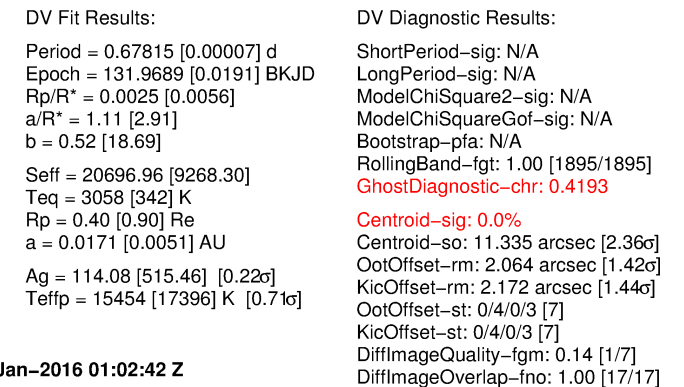 DV Fit Results:
Period = 0.67815 [0.00007] d
Epoch = 131.9689 [0.0191] BKJD
Rp/R* = 0.0025 [0.0056]
a/R* = 1.11 [2.91]
b = 0.52 [18.69]
Seff = 20696.96 [9268.30]
Teq = 3058 [342] K
Rp = 0.40 [0.90] Re
a = 0.0171 [0.0051] AU
Ag = 114.08 [515.46] [0.22σ]
Teffp = 15454 [17396] K [0.71σ]
Jan−2016 01:02:42 Z
DV Diagnostic Results:
ShortPeriod−sig: N/A
LongPeriod−sig: N/A
ModelChiSquare2−sig: N/A
ModelChiSquareGof−sig: N/A
Bootstrap−pfa: N/A
RollingBand−fgt: 1.00 [1895/1895]
GhostDiagnostic−chr: 0.4193
Centroid−sig: 0.0%
Centroid−so: 11.335 arcsec [2.36σ]
OotOffset−rm: 2.064 arcsec [1.42σ]
KicOffset−rm: 2.172 arcsec [1.44σ]
OotOffset−st: 0/4/0/3 [7]
KicOffset−st: 0/4/0/3 [7]
DiffImageQuality−fgm: 0.14 [1/7]
DiffImageOverlap−fno: 1.00 [17/17]